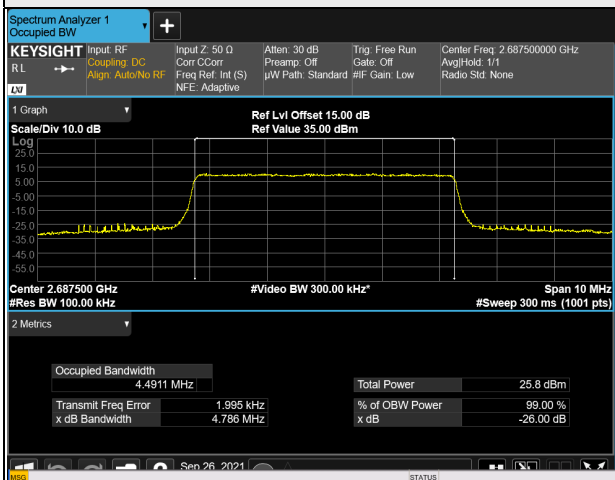 Spectrum Analyzer 1
Occupied BW
+
KEYSIGHT Input: RF Input Z: 50 Ω Atten: 30 dB Trig: Free Run Center Freq: 2.687500000 GHz
RL Coupling: DC Corr CCorr Preamp: Off Gate: Off Avg|Hold: 1/1
Align: Auto/No RF Freq Ref: Int (S) µW Path: Standard #IF Gain: Low Radio Std: None
LXI NFE: Adaptive
1 Graph
Ref Lvl Offset 15.00 dB
Scale/Div 10.0 dB Ref Value 35.00 dBm
Log
25.0
15.0
5.00
-5.00
-15.0
-25.0
-35.0
-45.0
-55.0
Center 2.687500 GHz #Video BW 300.00 kHz* Span 10 MHz
#Res BW 100.00 kHz #Sweep 300 ms (1001 pts)
2 Metrics
Occupied Bandwidth
4.4911 MHz Total Power 25.8 dBm
Transmit Freq Error 1.995 kHz % of OBW Power 99.00 %
x dB Bandwidth 4.786 MHz x dB -26.00 dB
Sep 26, 2021
MSG STATUS